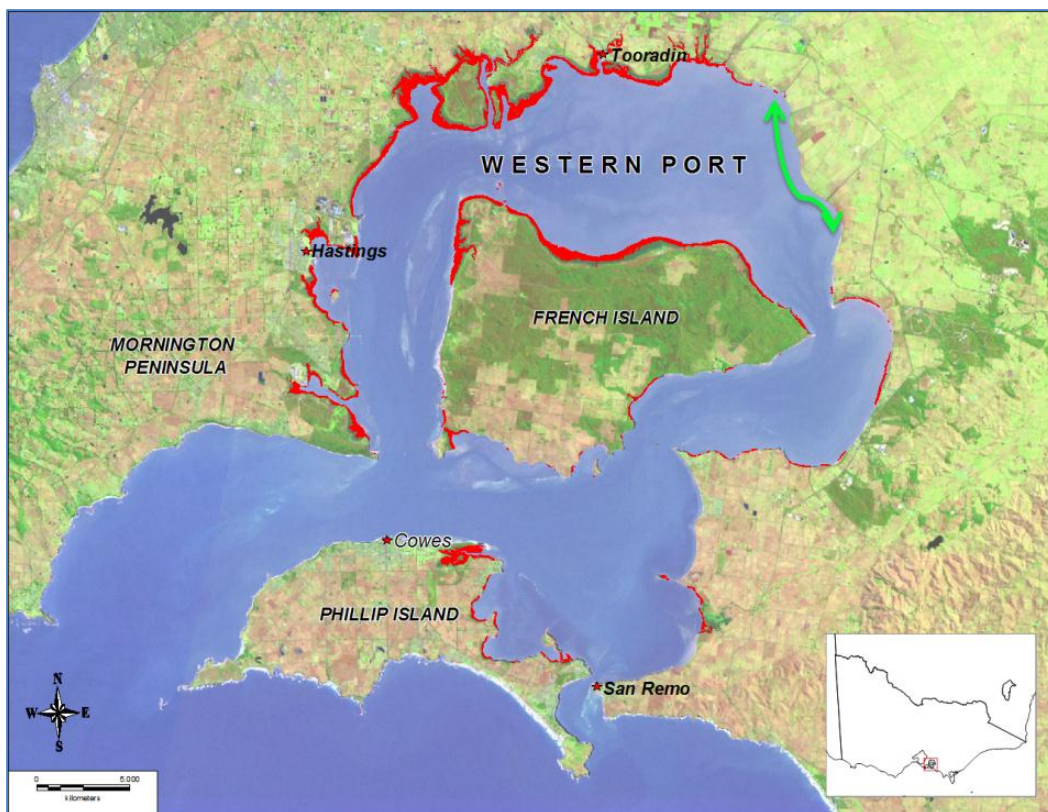 Tooradin
WESTERN PORT
Hastings
FRENCH ISLAND
MORNINGTON
PENINSULA
Cowes
PHILLIP ISLAND
San Remo
N
W E
S
0 5,000
kilometers